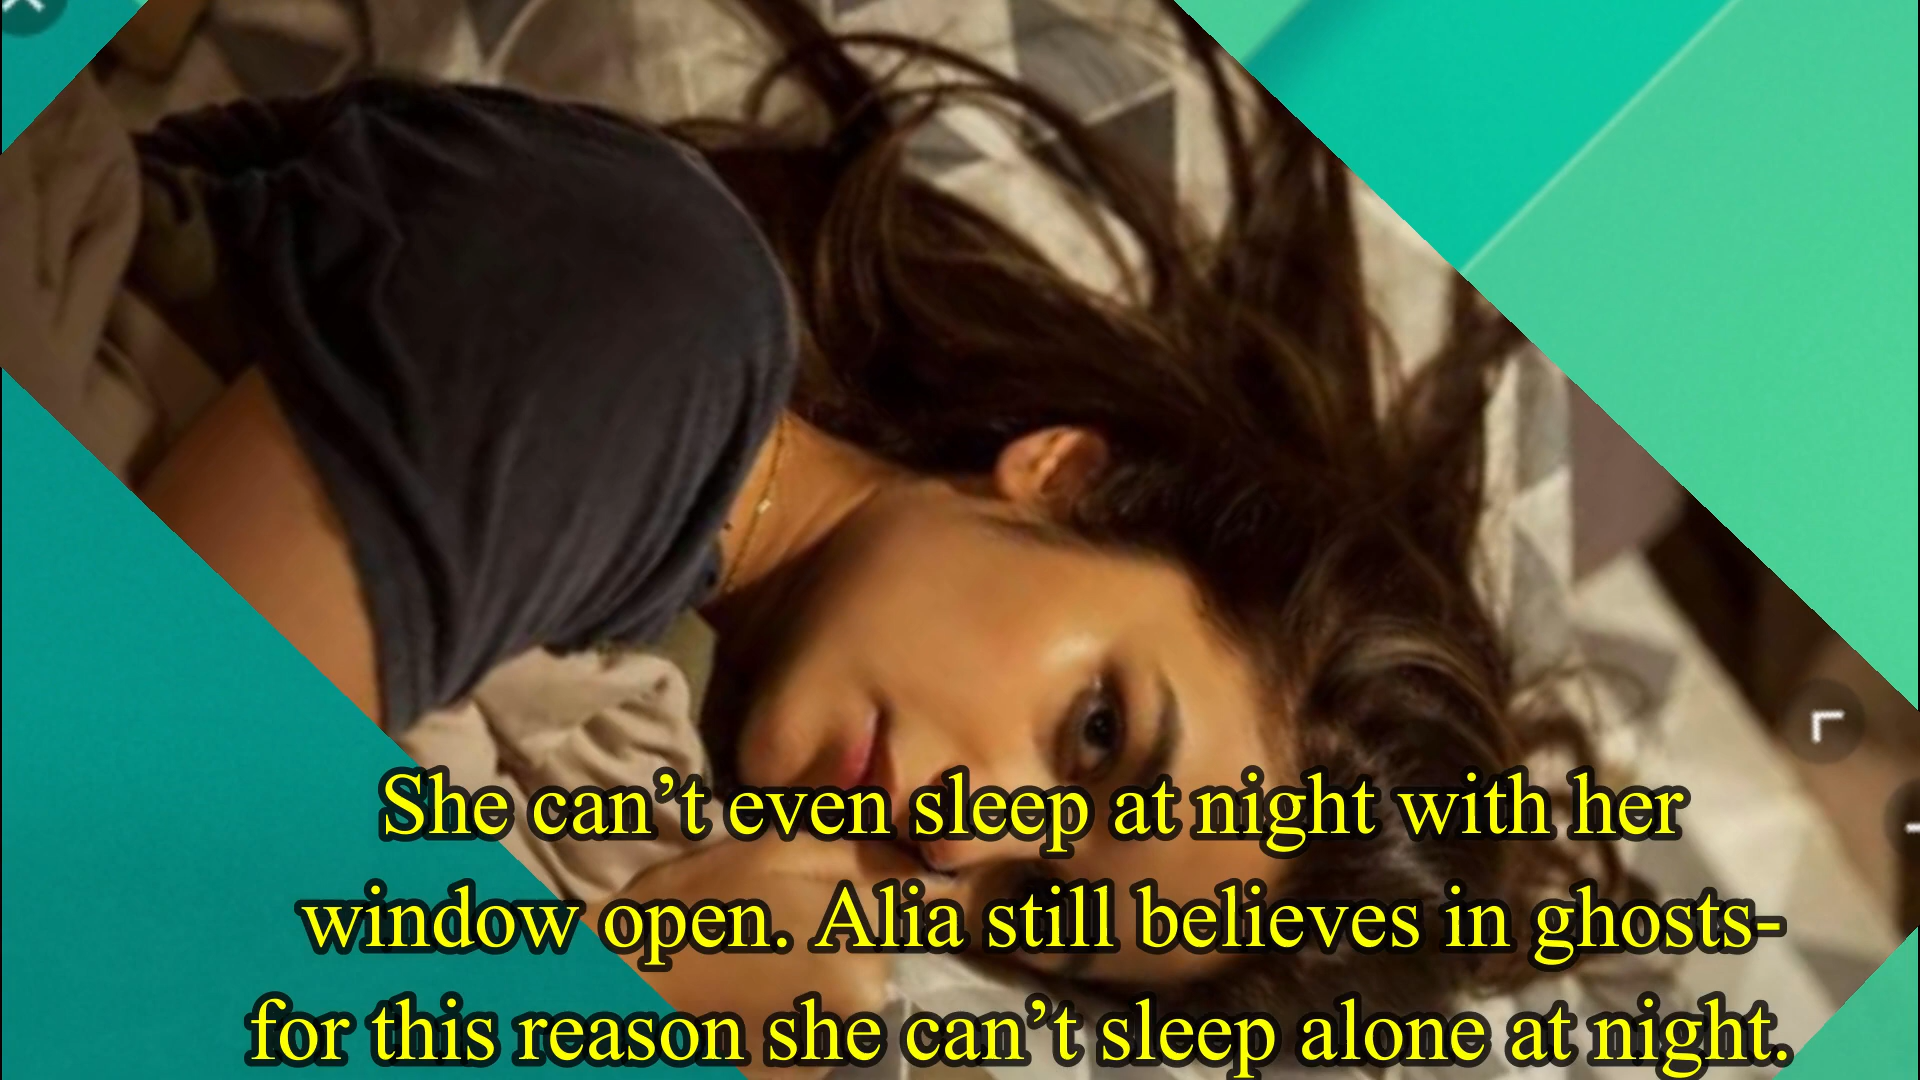 She can’t even sleep at night with her
window open. Alia still believes in ghosts-
for this reason she can’t sleep alone at night.